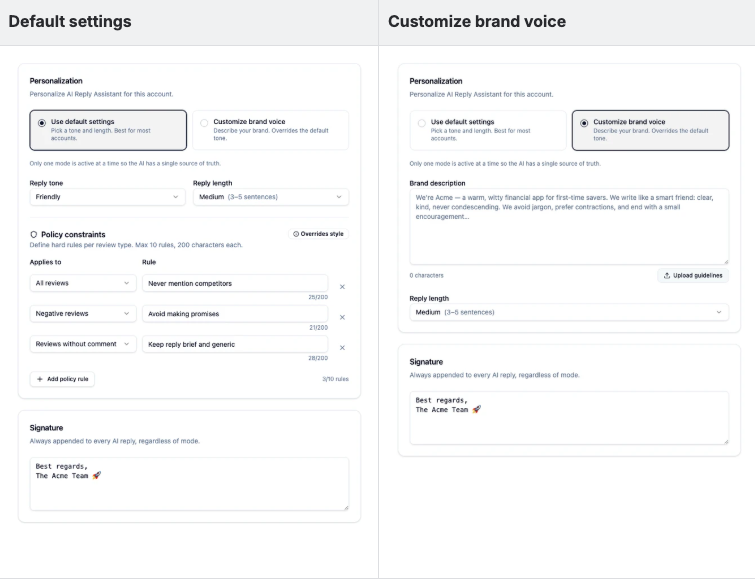 Default settings
Personalization
Personalize AI Reply Assistant for this account.
Use default settings
Pick a tone and length. Best for most
accounts.
Customize brand voice
Describe your brand. Overrides the default
tone.
Only one mode is active at a time so the AI has a single source of truth.
Reply tone
Reply length
Friendly
Medium (3–5 sentences)
Policy constraints
Overrides style
Define hard rules per review type. Max 10 rules, 200 characters each.
Applies to
Rule
All reviews
Never mention competitors
25/200
Negative reviews
Avoid making promises
21/200
Reviews without comment
Keep reply brief and generic
28/200
Add policy rule
3/10 rules
Signature
Always appended to every AI reply, regardless of mode.
Best regards,
The Acme Team 🚀
Customize brand voice
Personalization
Personalize AI Reply Assistant for this account.
Use default settings
Pick a tone and length. Best for most
accounts.
Customize brand voice
Describe your brand. Overrides the default
tone.
Only one mode is active at a time so the AI has a single source of truth.
Brand description
We're Acme — a warm, witty financial app for first-time savers. We write like a smart friend: clear,
kind, never condescending. We avoid jargon, prefer contractions, and end with a small
encouragement...
0 characters
Upload guidelines
Reply length
Medium (3–5 sentences)
Signature
Always appended to every AI reply, regardless of mode.
Best regards,
The Acme Team 🚀